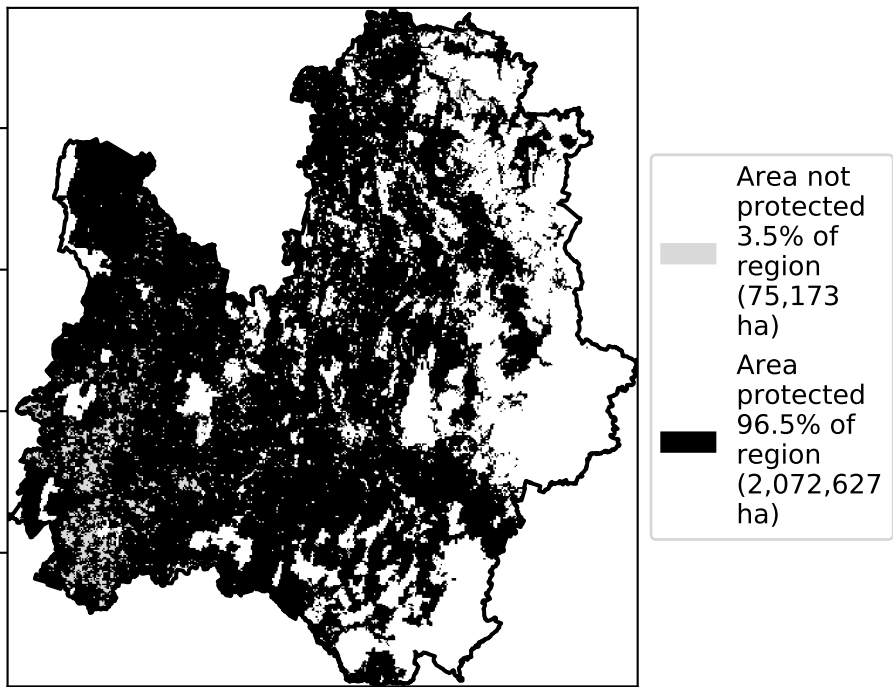 Area not
protected
3.5% of
region
(75,173
ha)
Area
protected
96.5% of
region
(2,072,627
ha)